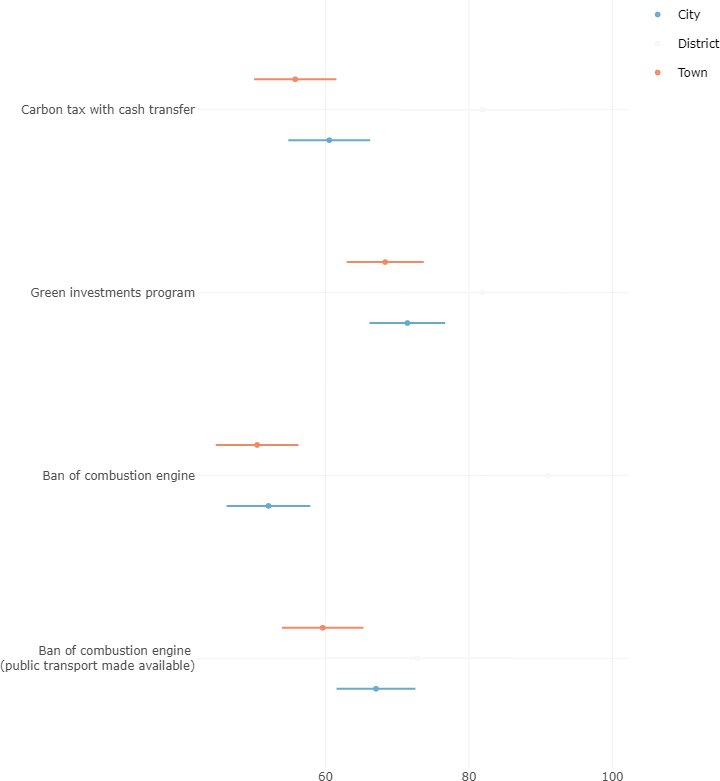 City
District
Town
Carbon tax with cash transfer
Green investments program
Ban of combustion engine
Ban of combustion engine
(public transport made available)
60
80
100